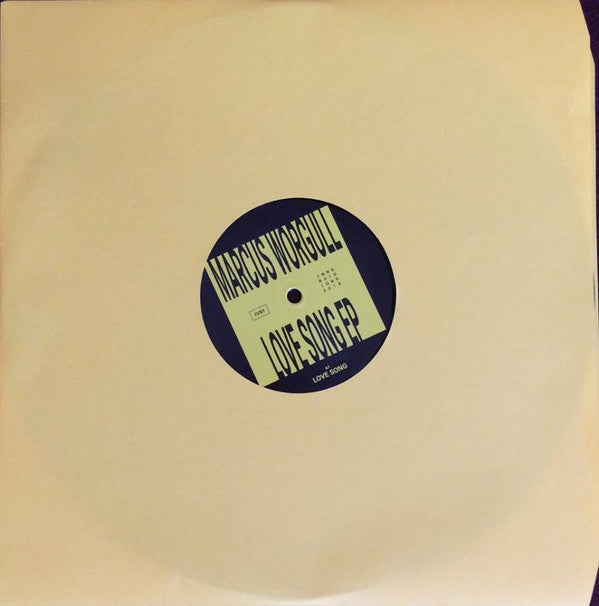 MARCUS WORGULL
INNE
RVIS
IONS
2019
IV81
LOVE SONG EP
A1
LOVE SONG